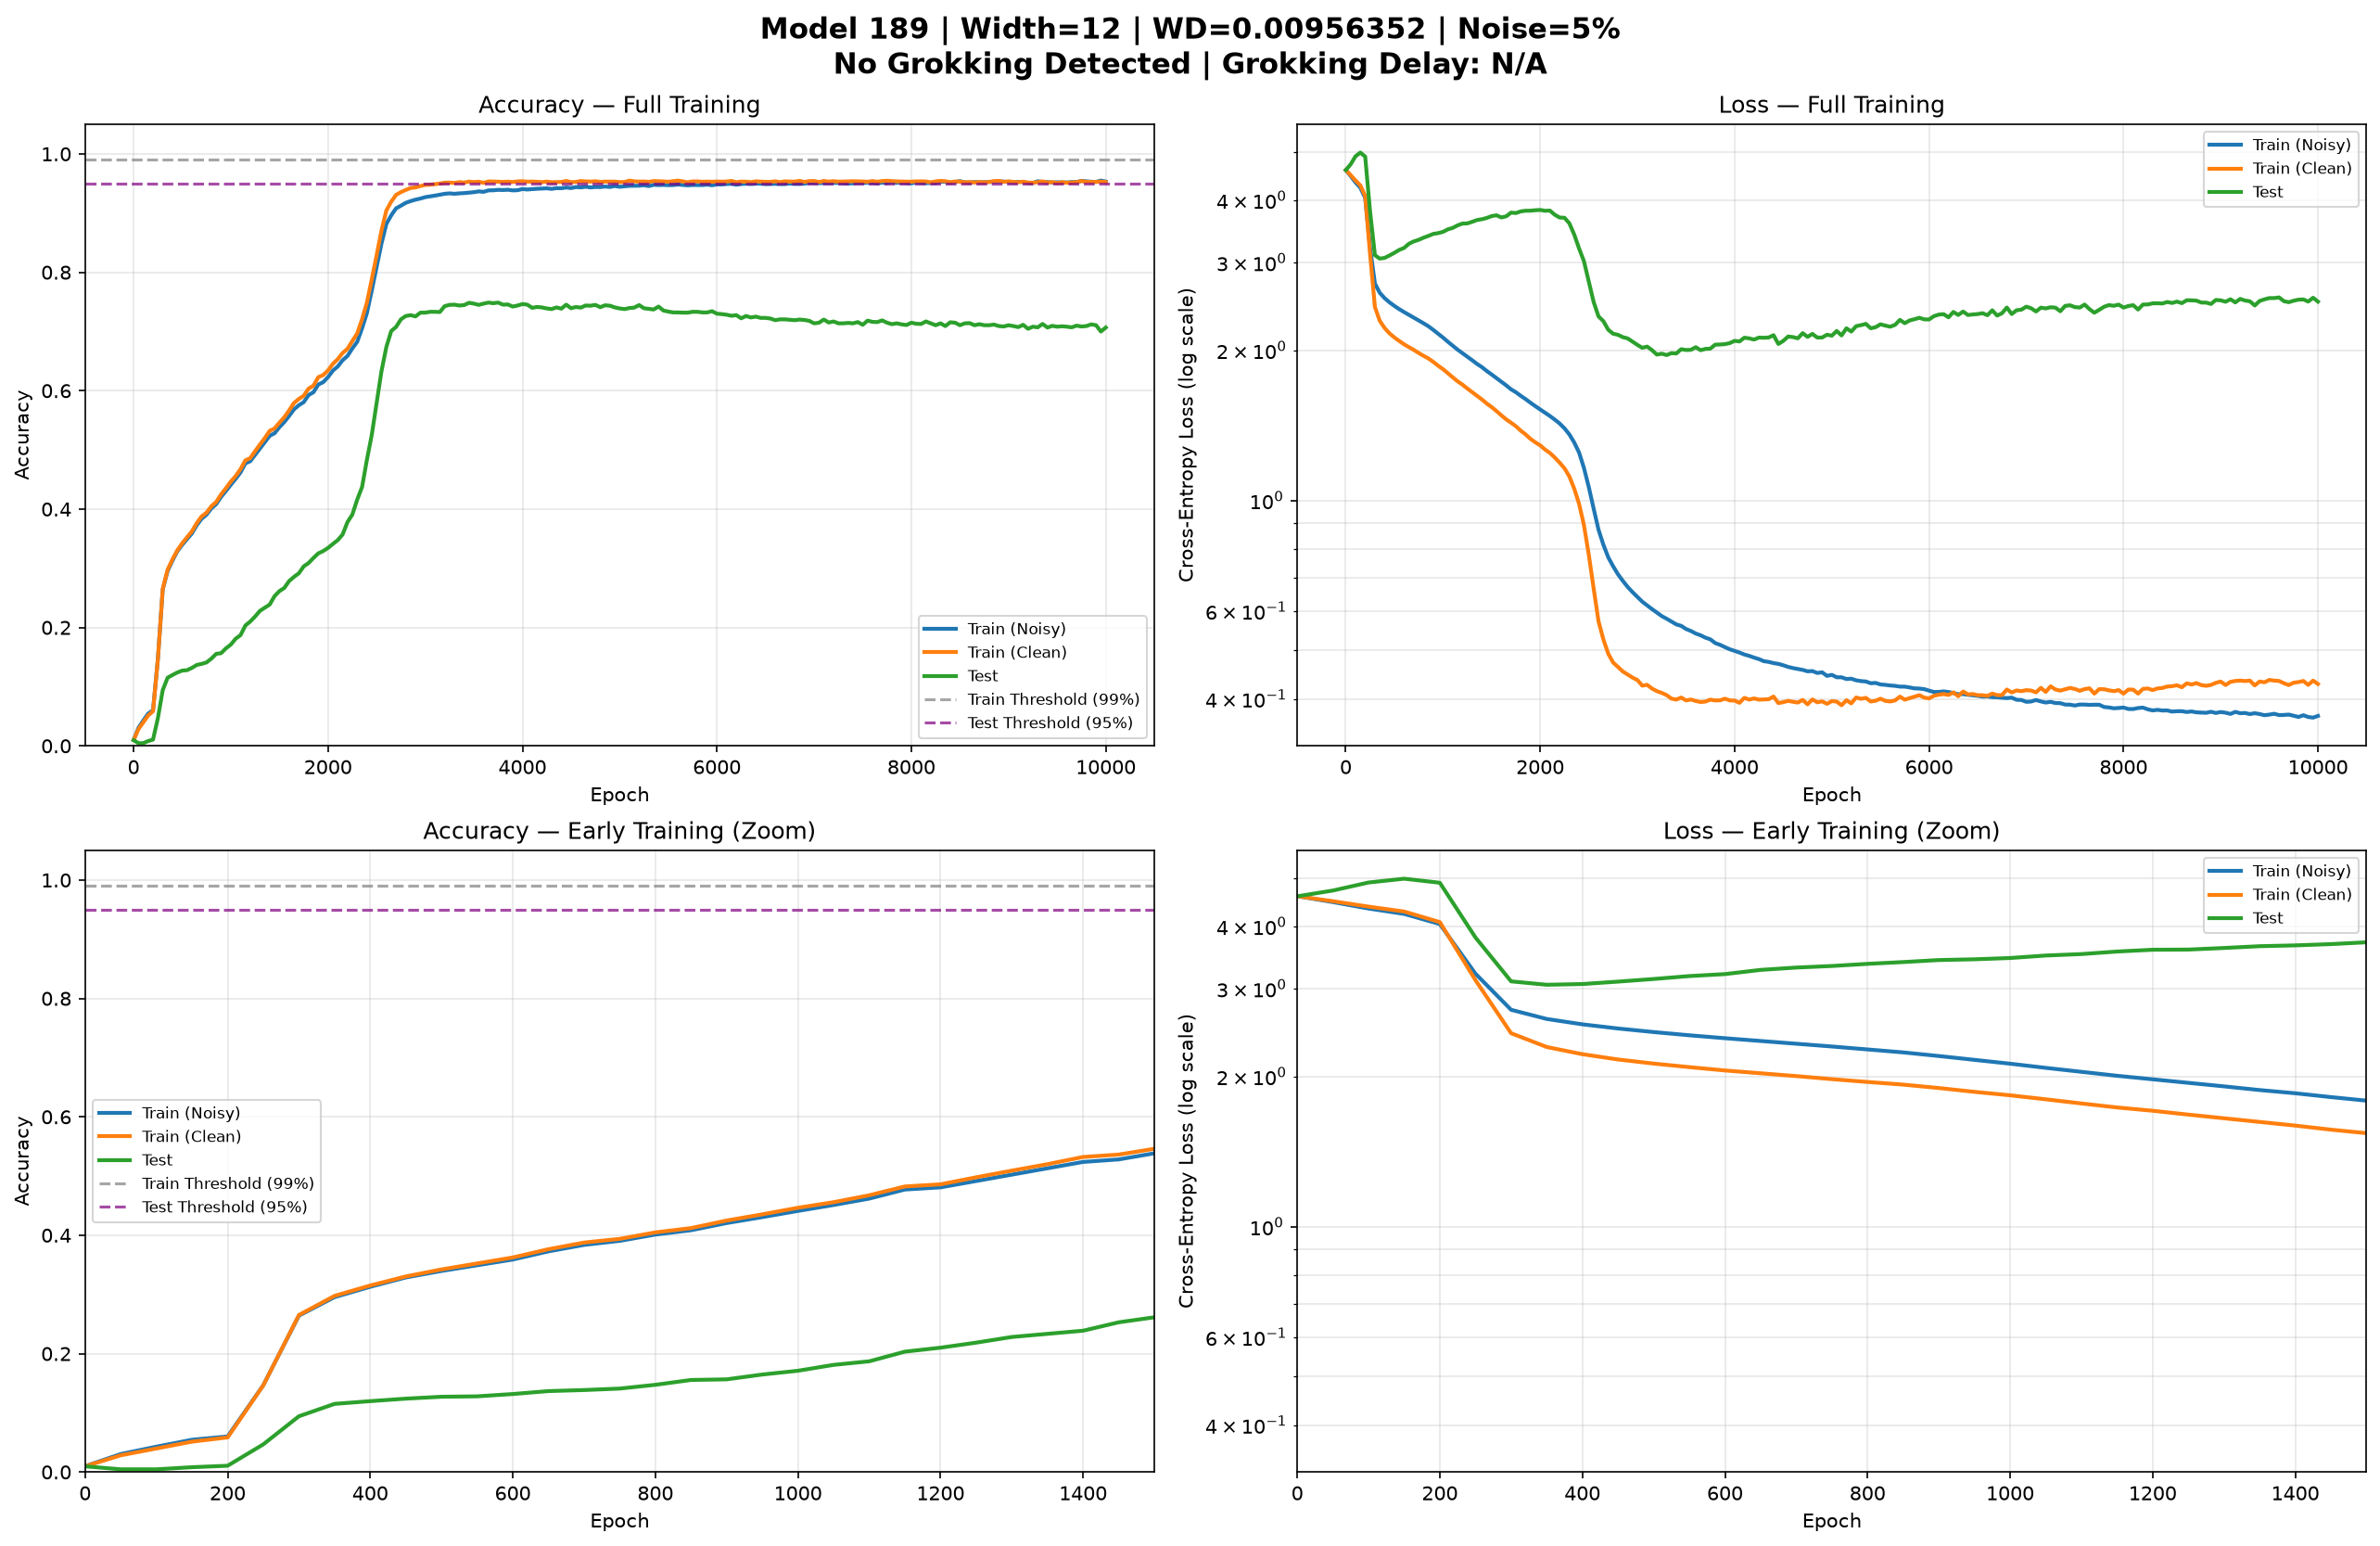 Model 189 | Width=12 | WD=0.00956352 | Noise=5%
No Grokking Detected | Grokking Delay: N/A
Accuracy — Full Training
Accuracy
1.0
0.8
0.6
0.4
0.2
0.0
0 2000 4000 6000 8000 10000
Epoch
Train (Noisy)
Train (Clean)
Test
Train Threshold (99%)
Test Threshold (95%)
Loss — Full Training
Cross-Entropy Loss (log scale)
4 × 10⁰
3 × 10⁰
2 × 10⁰
10⁰
6 × 10⁻¹
4 × 10⁻¹
0 2000 4000 6000 8000 10000
Epoch
Train (Noisy)
Train (Clean)
Test
Accuracy — Early Training (Zoom)
Accuracy
1.0
0.8
0.6
0.4
0.2
0.0
0 200 400 600 800 1000 1200 1400
Epoch
Train (Noisy)
Train (Clean)
Test
Train Threshold (99%)
Test Threshold (95%)
Loss — Early Training (Zoom)
Cross-Entropy Loss (log scale)
4 × 10⁰
3 × 10⁰
2 × 10⁰
10⁰
6 × 10⁻¹
4 × 10⁻¹
0 200 400 600 800 1000 1200 1400
Epoch
Train (Noisy)
Train (Clean)
Test